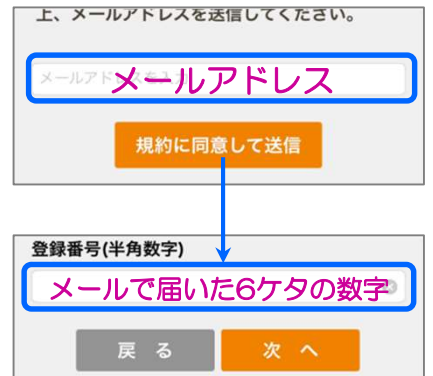 上、メールアドレスを送信してください。
メールアドレス
規約に同意して送信
登録番号(半角数字)
メールで届いた6ケタの数字
戻 る
次 へ